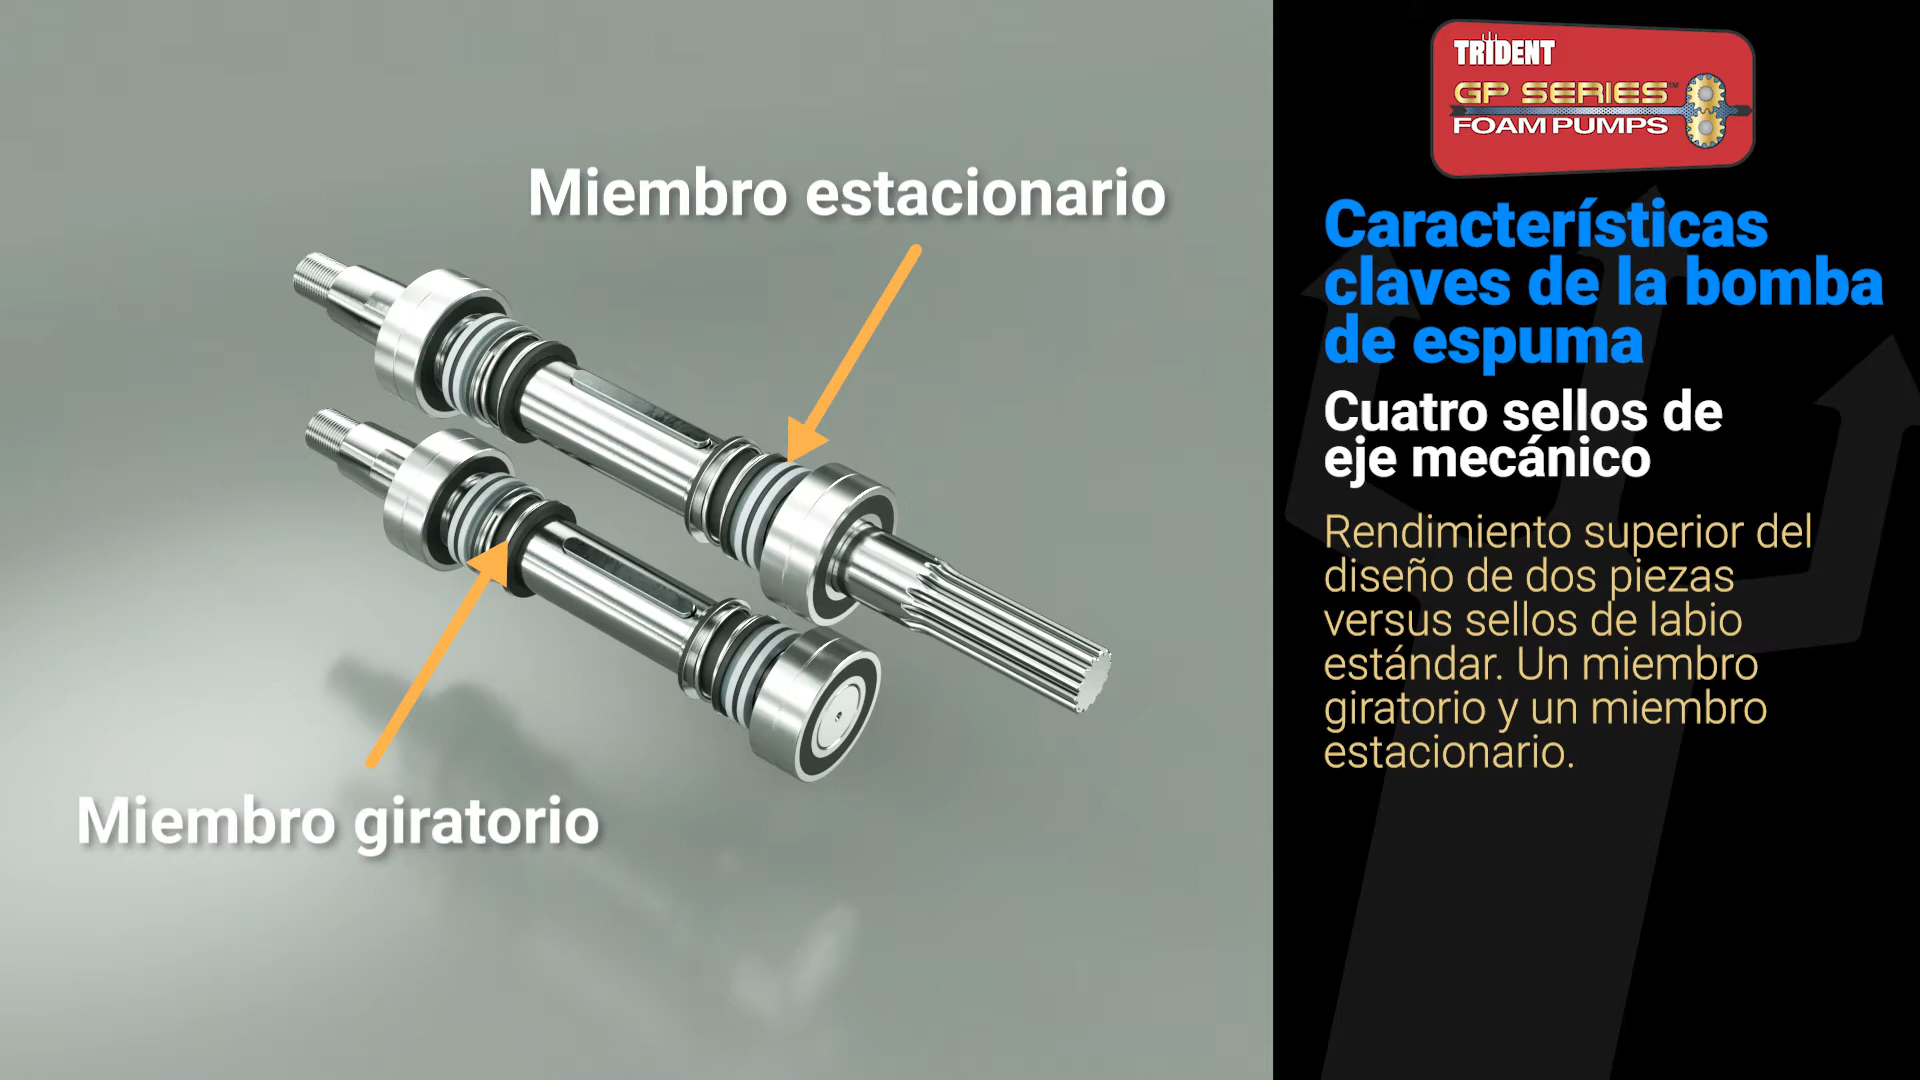 TRIDENT
GP SERIES™
FOAM PUMPS
Miembro estacionario
Miembro giratorio
Características
claves de la bomba
de espuma
Cuatro sellos de
eje mecánico
Rendimiento superior del
diseño de dos piezas
versus sellos de labio
estándar. Un miembro
giratorio y un miembro
estacionario.